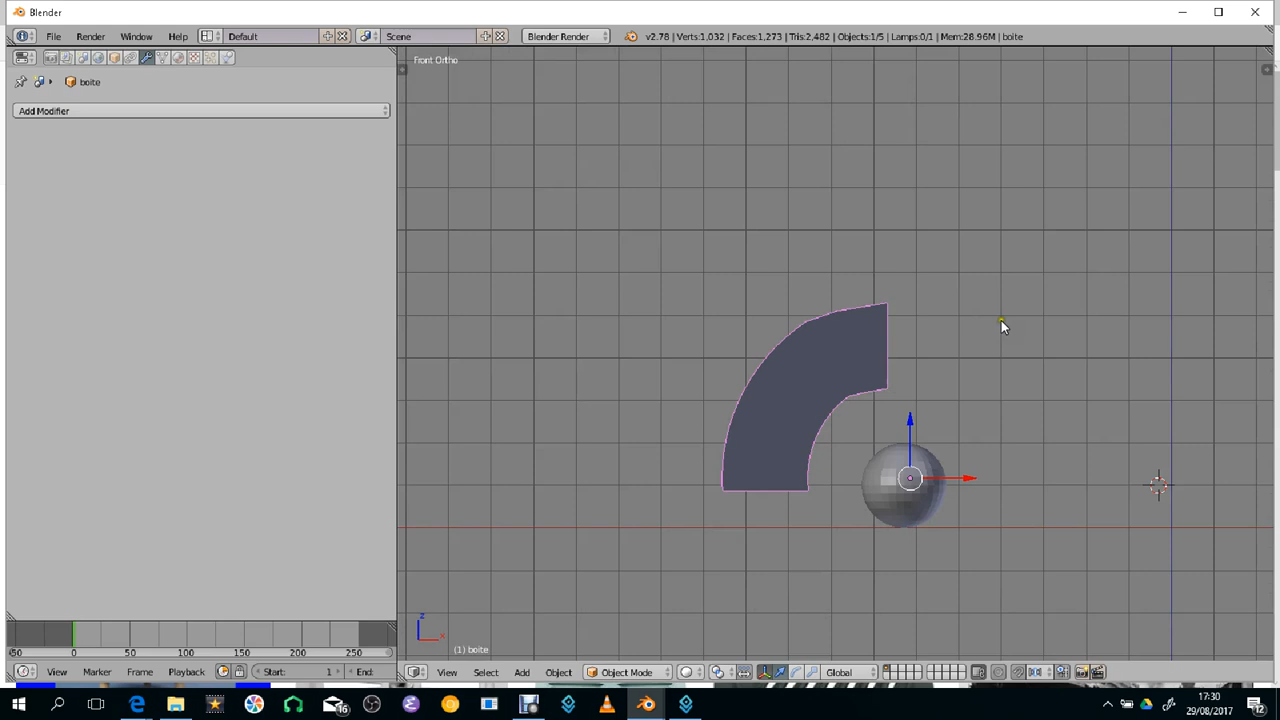 Blender
File Render Window Help Default Scene Blender Render v2.78 | Verts:1,032 | Faces:1,273 | Tris:2,482 | Objects:1/5 | Lamps:0/1 | Mem:28.96M | boite
Front Ortho
boite
Add Modifier
z
x
(1) boite
-50 0 50 100 150 200 250
View Marker Frame Playback Start: 1 End:
View Select Add Object Object Mode Global
16
17:30
29/08/2017
12